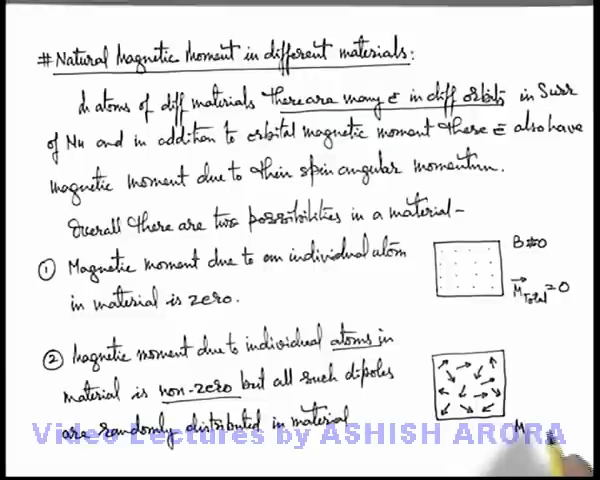 # Natural Magnetic Moment in different materials:
In atoms of diff materials there are many e⁻ in diff orbits in Surr
of Nu and in addition to orbital magnetic moment these e⁻ also have
magnetic moment due to their spin angular momentum.
Overall there are two possibilities in a material-
① Magnetic moment due to an individual atom
in material is zero.
B = 0
M⃗Total = 0
② Magnetic moment due to individual atoms in
material is non-zero but all such dipoles
are randomly distributed in material
M
Video Lectures by ASHISH ARORA